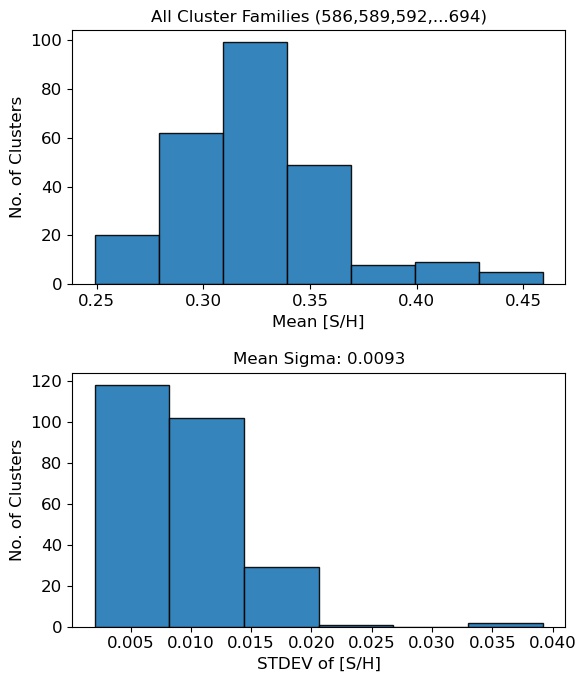 All Cluster Families (586,589,592,...694)
No. of Clusters
100
80
60
40
20
0
0.25 0.30 0.35 0.40 0.45
Mean [S/H]
Mean Sigma: 0.0093
No. of Clusters
120
100
80
60
40
20
0
0.005 0.010 0.015 0.020 0.025 0.030 0.035 0.040
STDEV of [S/H]